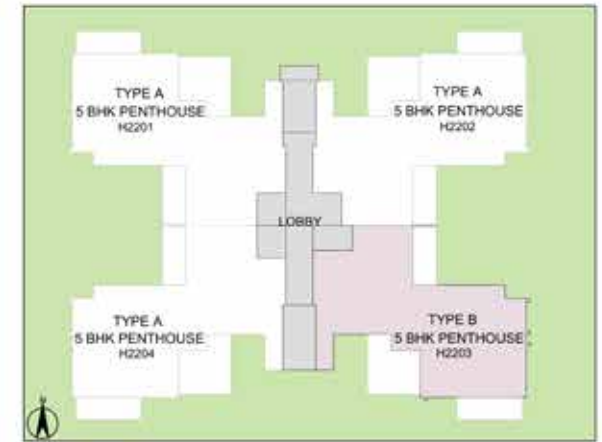 TYPE A
5 BHK PENTHOUSE
H2201
TYPE A
5 BHK PENTHOUSE
H2202
LOBBY
TYPE A
5 BHK PENTHOUSE
H2204
TYPE B
5 BHK PENTHOUSE
H2203
N